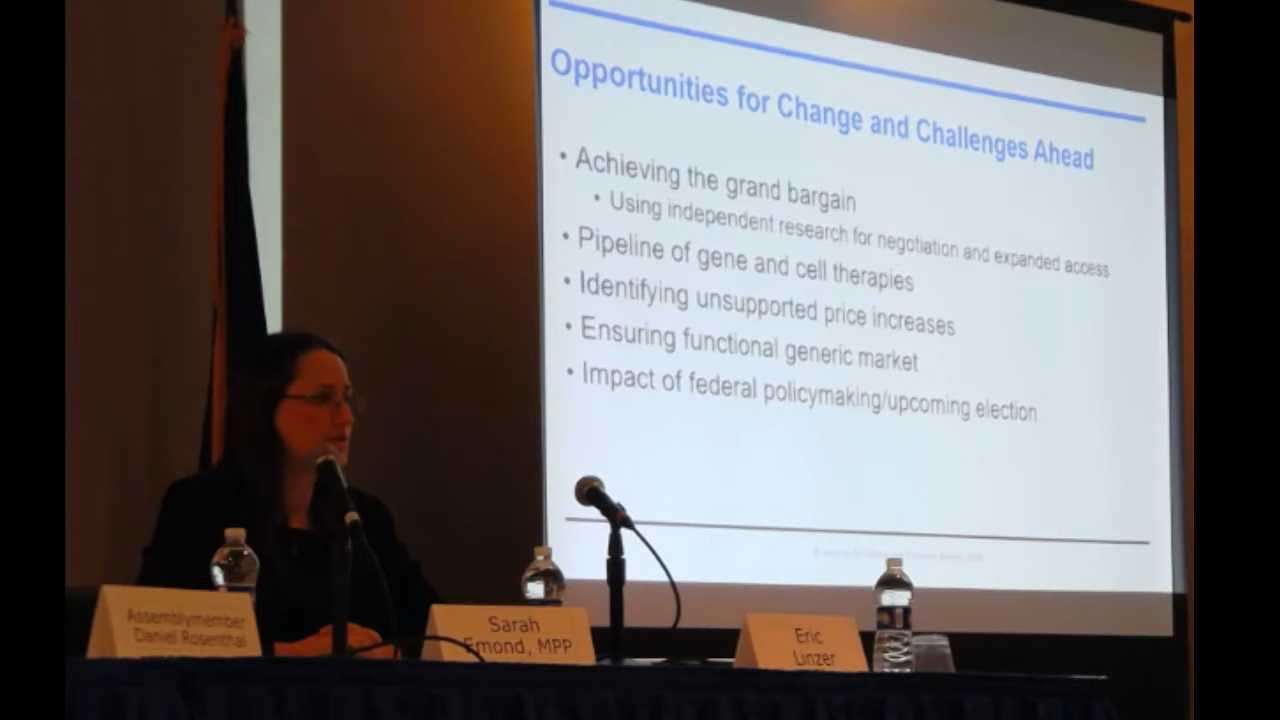 Opportunities for Change and Challenges Ahead
• Achieving the grand bargain
• Using independent research for negotiation and expanded access
• Pipeline of gene and cell therapies
• Identifying unsupported price increases
• Ensuring functional generic market
• Impact of federal policymaking/upcoming election
Assemblymember
Daniel Rosenthal
Sarah
Emond, MPP
Eric
Linzer